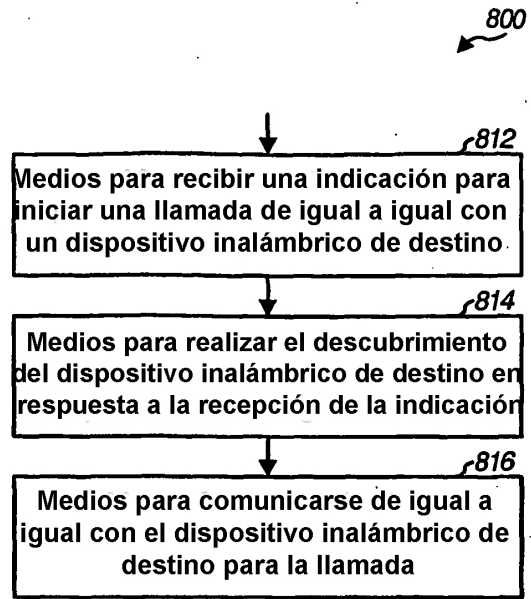 800
812
Medios para recibir una indicación para
iniciar una llamada de igual a igual con
un dispositivo inalámbrico de destino
814
Medios para realizar el descubrimiento
del dispositivo inalámbrico de destino en
respuesta a la recepción de la indicación
816
Medios para comunicarse de igual a
igual con el dispositivo inalámbrico de
destino para la llamada